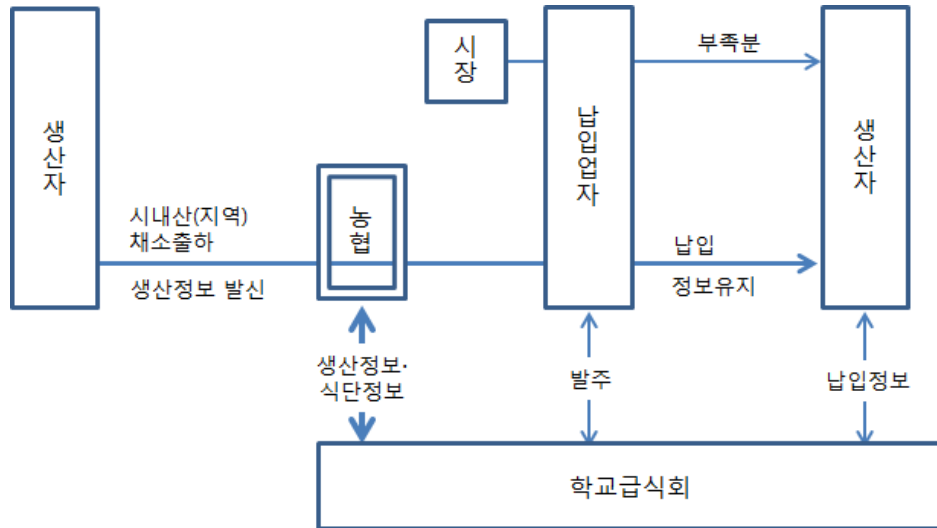 시장
부족분
생산자
납입업자
생산자
농협
시내산(지역)
채소출하
생산정보 발신
납입
정보유지
생산정보·
식단정보
발주
납입정보
학교급식회